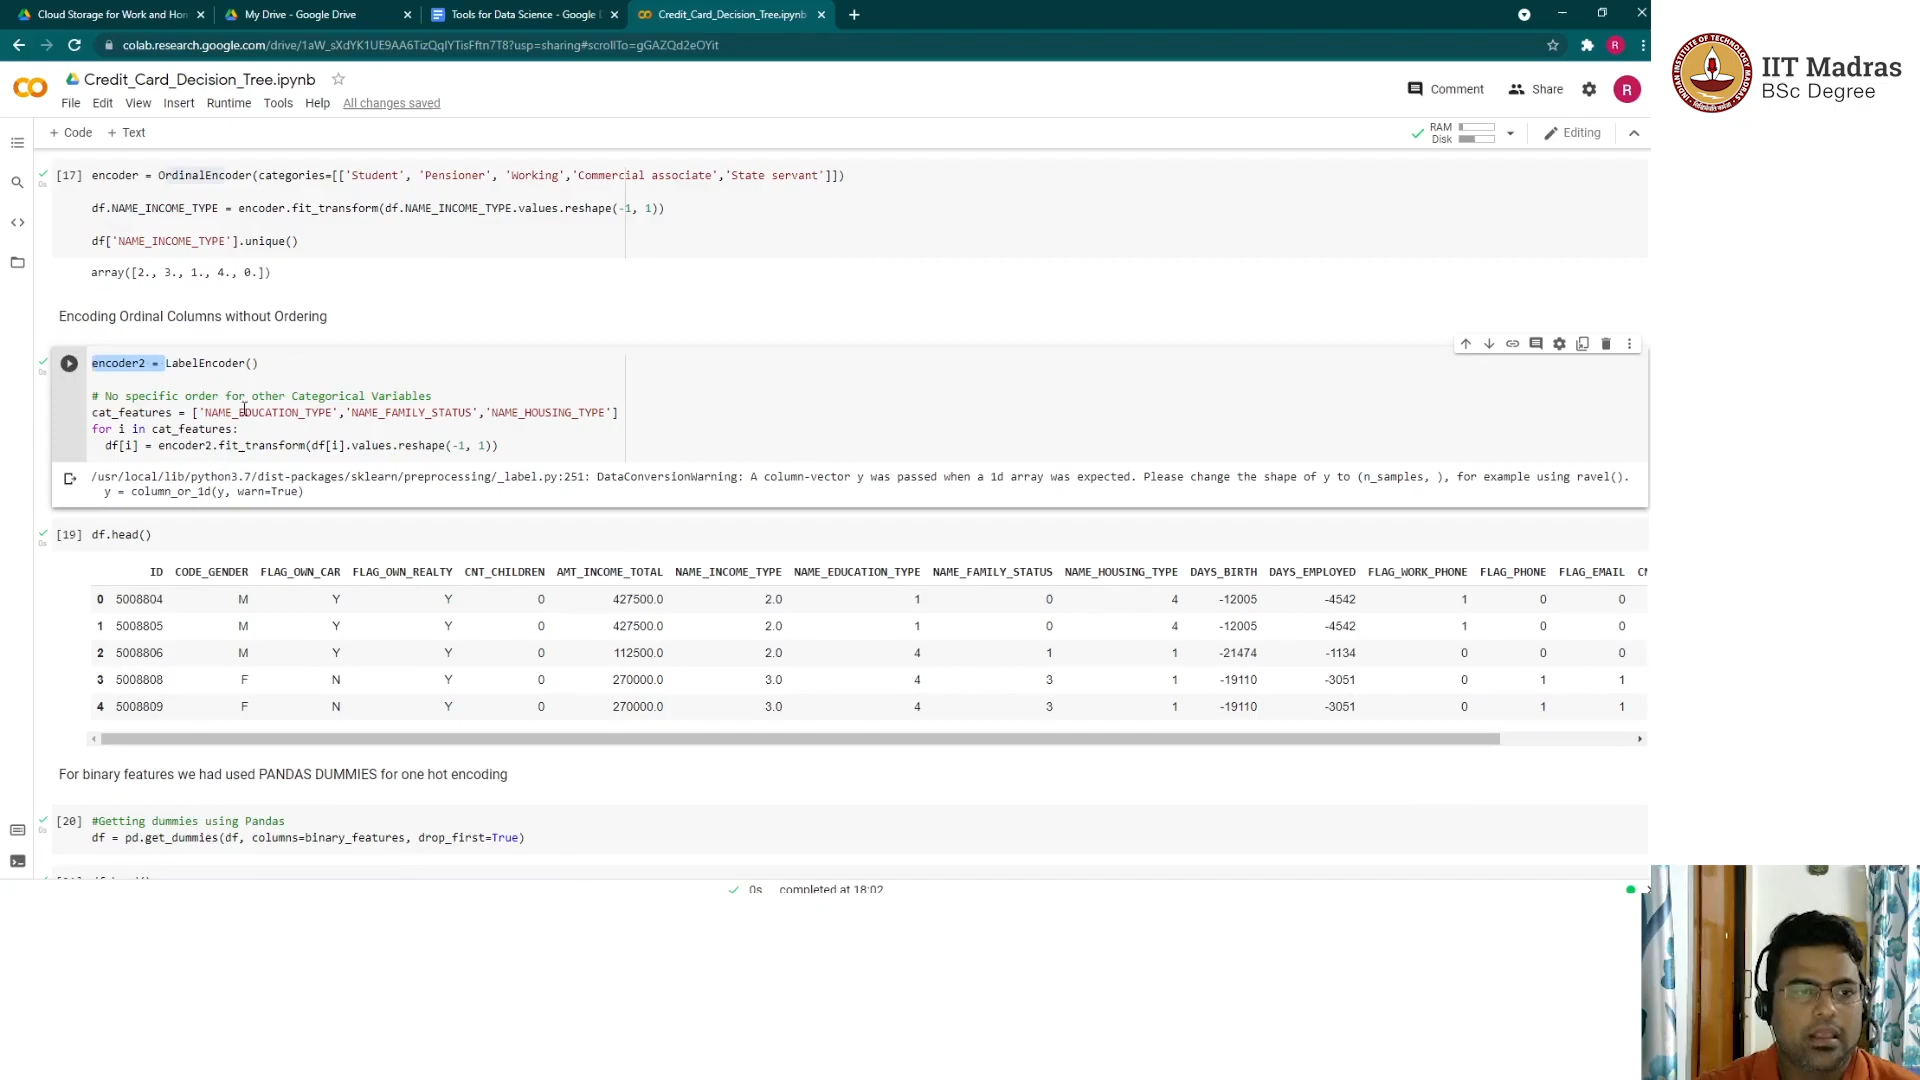 Cloud Storage for Work and Hon
My Drive - Google Drive
Tools for Data Science - Google
Credit_Card_Decision_Tree.ipynb
colab.research.google.com/drive/1aW_sXdYK1UE9AA6TizQqIYTisFftn7T8?usp=sharing#scrollTo=gGAZQd2eOYit
R
IIT Madras
BSc Degree
Credit_Card_Decision_Tree.ipynb
File Edit View Insert Runtime Tools Help All changes saved
Comment Share R
+ Code + Text
RAM
Disk
Editing
[17] encoder = OrdinalEncoder(categories=[['Student', 'Pensioner', 'Working','Commercial associate','State servant']])
df.NAME_INCOME_TYPE = encoder.fit_transform(df.NAME_INCOME_TYPE.values.reshape(-1, 1))
df['NAME_INCOME_TYPE'].unique()
array([2., 3., 1., 4., 0.])
Encoding Ordinal Columns without Ordering
encoder2 = LabelEncoder()
# No specific order for other Categorical Variables
cat_features = ['NAME_EDUCATION_TYPE','NAME_FAMILY_STATUS','NAME_HOUSING_TYPE']
for i in cat_features:
df[i] = encoder2.fit_transform(df[i].values.reshape(-1, 1))
/usr/local/lib/python3.7/dist-packages/sklearn/preprocessing/_label.py:251: DataConversionWarning: A column-vector y was passed when a 1d array was expected. Please change the shape of y to (n_samples, ), for example using ravel().
y = column_or_1d(y, warn=True)
[19] df.head()
ID CODE_GENDER FLAG_OWN_CAR FLAG_OWN_REALTY CNT_CHILDREN AMT_INCOME_TOTAL NAME_INCOME_TYPE NAME_EDUCATION_TYPE NAME_FAMILY_STATUS NAME_HOUSING_TYPE DAYS_BIRTH DAYS_EMPLOYED FLAG_WORK_PHONE FLAG_PHONE FLAG_EMAIL
0 5008804 M Y Y 0 427500.0 2.0 1 0 4 -12005 -4542 1 0 0
1 5008805 M Y Y 0 427500.0 2.0 1 0 4 -12005 -4542 1 0 0
2 5008806 M Y Y 0 112500.0 2.0 4 1 1 -21474 -1134 0 0 0
3 5008808 F N Y 0 270000.0 3.0 4 3 1 -19110 -3051 0 1 1
4 5008809 F N Y 0 270000.0 3.0 4 3 1 -19110 -3051 0 1 1
For binary features we had used PANDAS DUMMIES for one hot encoding
[20] #Getting dummies using Pandas
df = pd.get_dummies(df, columns=binary_features, drop_first=True)
0s completed at 18:02